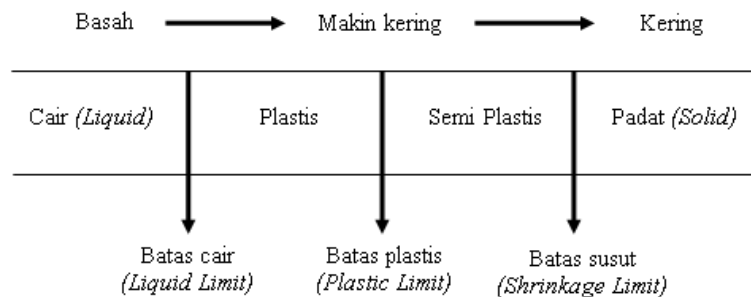 Basah Makin kering Kering
Cair (Liquid) Plastis Semi Plastis Padat (Solid)
Batas cair Batas plastis Batas susut
(Liquid Limit) (Plastic Limit) (Shrinkage Limit)